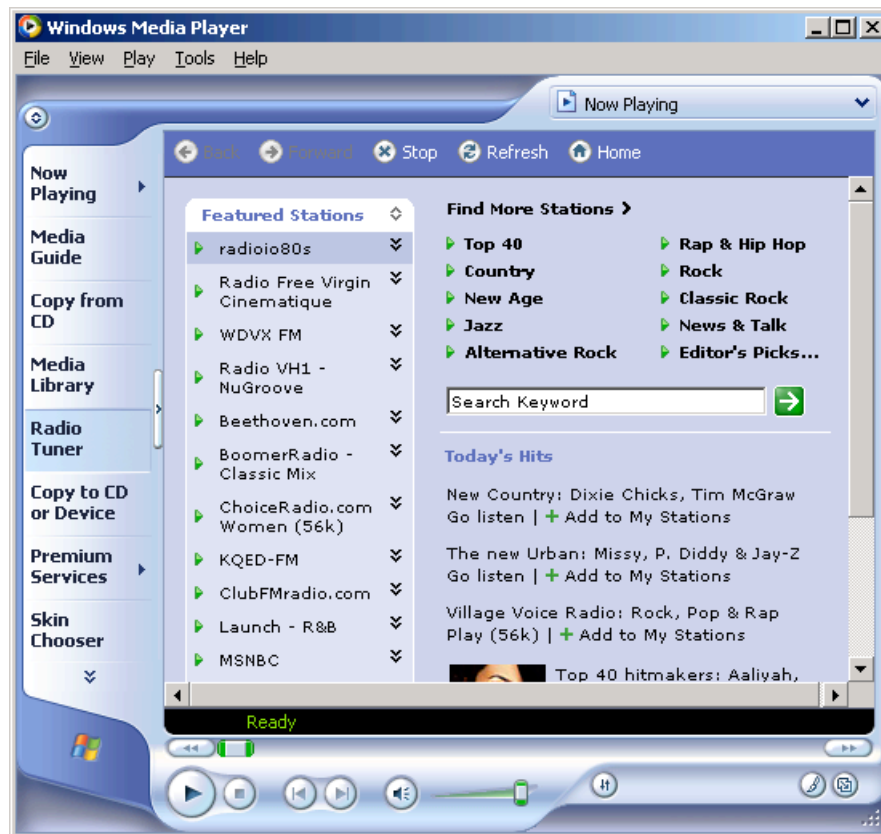 Windows Media Player
File View Play Tools Help
Now Playing
Back Forward Stop Refresh Home
Now
Playing
Media
Guide
Copy from
CD
Media
Library
Radio
Tuner
Copy to CD
or Device
Premium
Services
Skin
Chooser
Featured Stations
radioio80s
Radio Free Virgin
Cinematique
WDVX FM
Radio VH1 -
NuGroove
Beethoven.com
BoomerRadio -
Classic Mix
ChoiceRadio.com
Women (56k)
KQED-FM
ClubFMradio.com
Launch - R&B
MSNBC
Find More Stations
Top 40
Country
New Age
Jazz
Alternative Rock
Rap & Hip Hop
Rock
Classic Rock
News & Talk
Editor's Picks...
Search Keyword
Today's Hits
New Country: Dixie Chicks, Tim McGraw
Go listen | + Add to My Stations
The new Urban: Missy, P. Diddy & Jay-Z
Go listen | + Add to My Stations
Village Voice Radio: Rock, Pop & Rap
Play (56k) | + Add to My Stations
Top 40 hitmakers: Aaliyah,
Ready